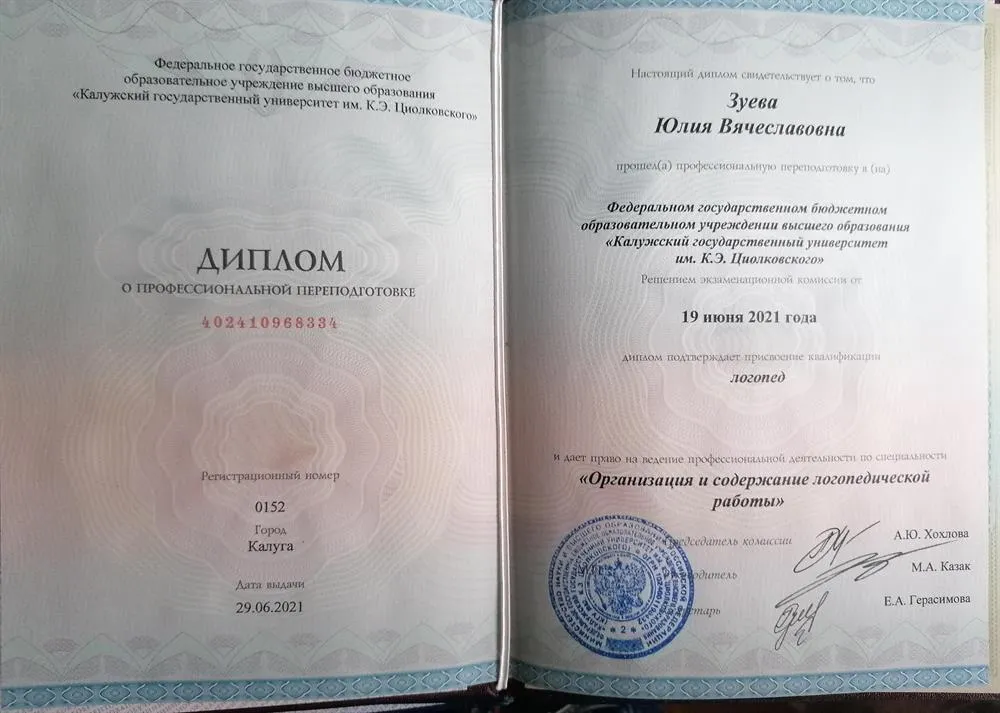 Федеральное государственное бюджетное
образовательное учреждение высшего образования
«Калужский государственный университет им. К.Э. Циолковского»
ДИПЛОМ
О ПРОФЕССИОНАЛЬНОЙ ПЕРЕПОДГОТОВКЕ
402410968334
Регистрационный номер
0152
Город
Калуга
Дата выдачи
29.06.2021
Настоящий диплом свидетельствует о том, что
Зуева
Юлия Вячеславовна
прошел(а) профессиональную переподготовку в (на)
Федеральном государственном бюджетном
образовательном учреждении высшего образования
«Калужский государственный университет
им. К.Э. Циолковского»
Решением экзаменационной комиссии от
19 июня 2021 года
диплом подтверждает присвоение квалификации
логопед
и дает право на ведение профессиональной деятельности по специальности
«Организация и содержание логопедической
работы»
Председатель комиссии
А.Ю. Хохлова
М.А. Казак
Е.А. Герасимова